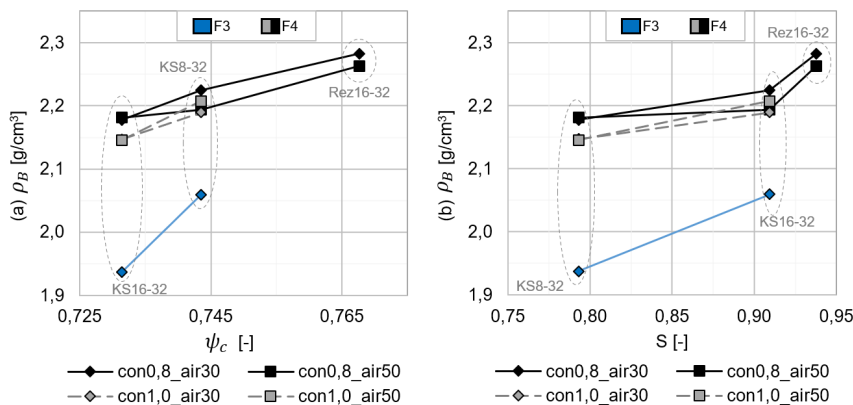 F3 F4
2,3
2,2
2,1
2,0
1,9
(a) ρB [g/cm³]
KS8-32
Rez16-32
KS16-32
0,725 0,745 0,765
ψc [-]
con0,8_air30 con0,8_air50
con1,0_air30 con1,0_air50
F3 F4
2,3
2,2
2,1
2,0
1,9
(b) ρB [g/cm³]
Rez16-32
KS16-32
KS8-32
0,75 0,80 0,85 0,90 0,95
S [-]
con0,8_air30 con0,8_air50
con1,0_air30 con1,0_air50